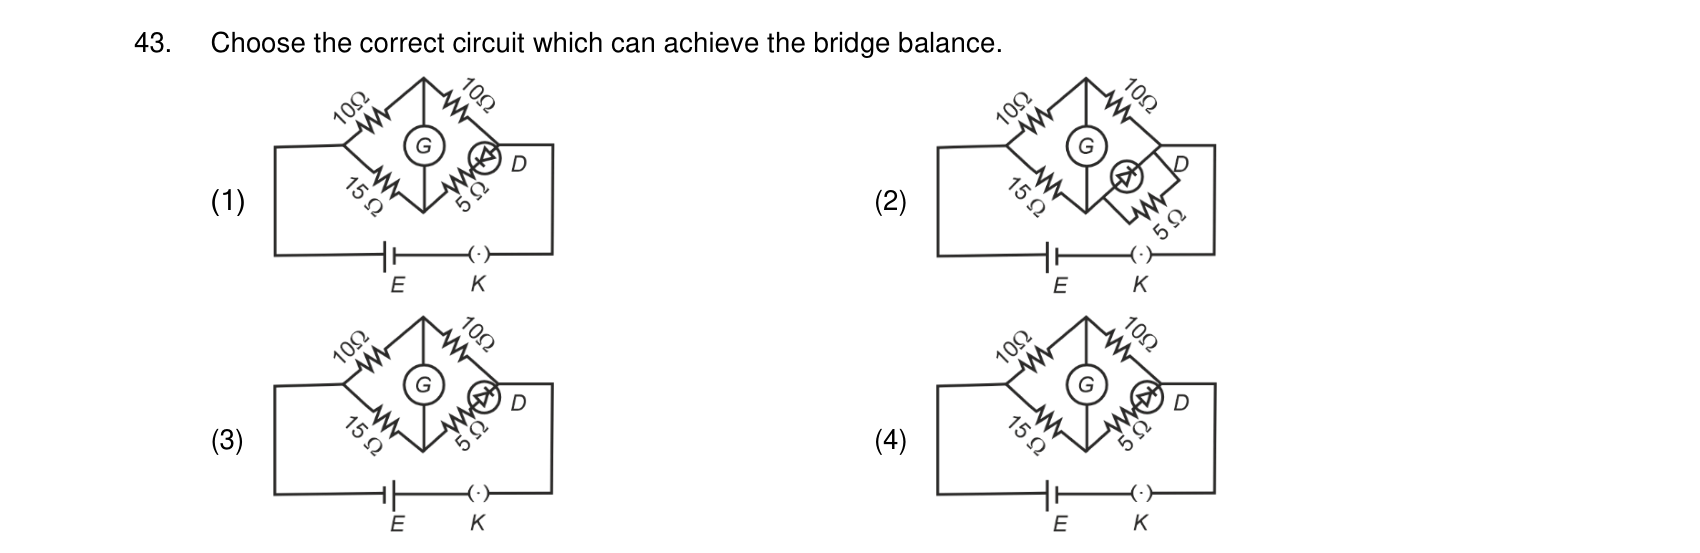 43. Choose the correct circuit which can achieve the bridge balance.
(1)
10Ω
10Ω
G
D
15 Ω
5 Ω
E
K
(2)
10Ω
10Ω
G
D
15 Ω
5 Ω
E
K
(3)
10Ω
10Ω
G
D
15 Ω
5 Ω
E
K
(4)
10Ω
10Ω
G
D
15 Ω
5 Ω
E
K